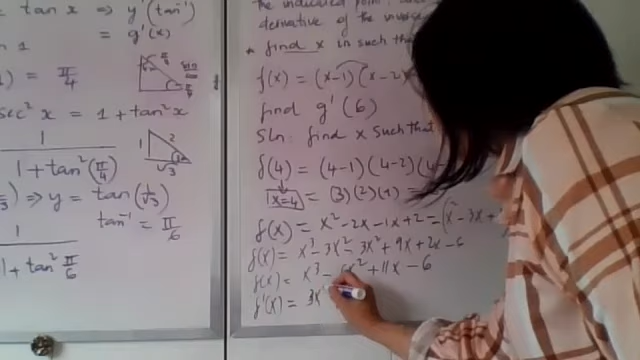 tan x ⇒ y'(tan⁻¹
= g'(x)
) = π/4
sec² x = 1 + tan² x
1
1 + tan²(π/4)
⇒ y = tan(1/√3)
tan⁻¹ = π/6
1
1 + tan² π/6
1 2 √3
the indicated point
derivative of the inverse
* find x in such that
f(x) = (x-1)(x-2)
find g'(6)
Sln: find x such that
f(4) = (4-1)(4-2)(4-
x=4 = (3)(2)(1) =
f(x) = x² - 2x - 1x + 2 = (x² - 3x +
f(x) = x³ - 3x² - 3x² + 9x + 2x - 6
f(x) = x³ - 6x² + 11x - 6
f'(x) = 3x